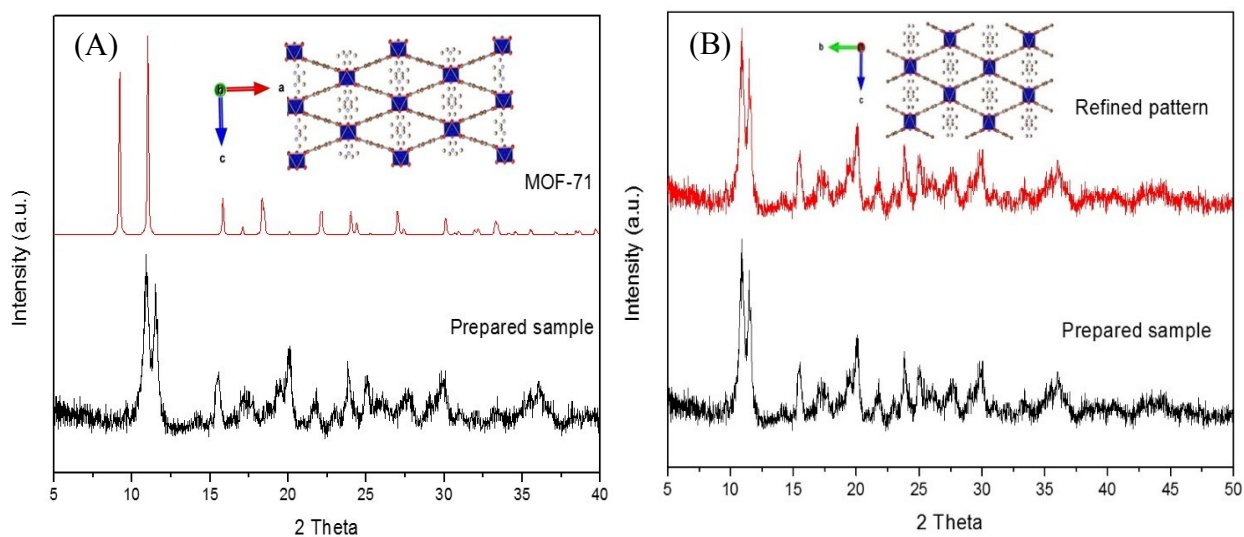 (A)
b
a
c
MOF-71
Prepared sample
Intensity (a.u.)
5 10 15 20 25 30 35 40
2 Theta
(B)
b
c
Refined pattern
Prepared sample
Intensity (a.u.)
5 10 15 20 25 30 35 40 45 50
2 Theta